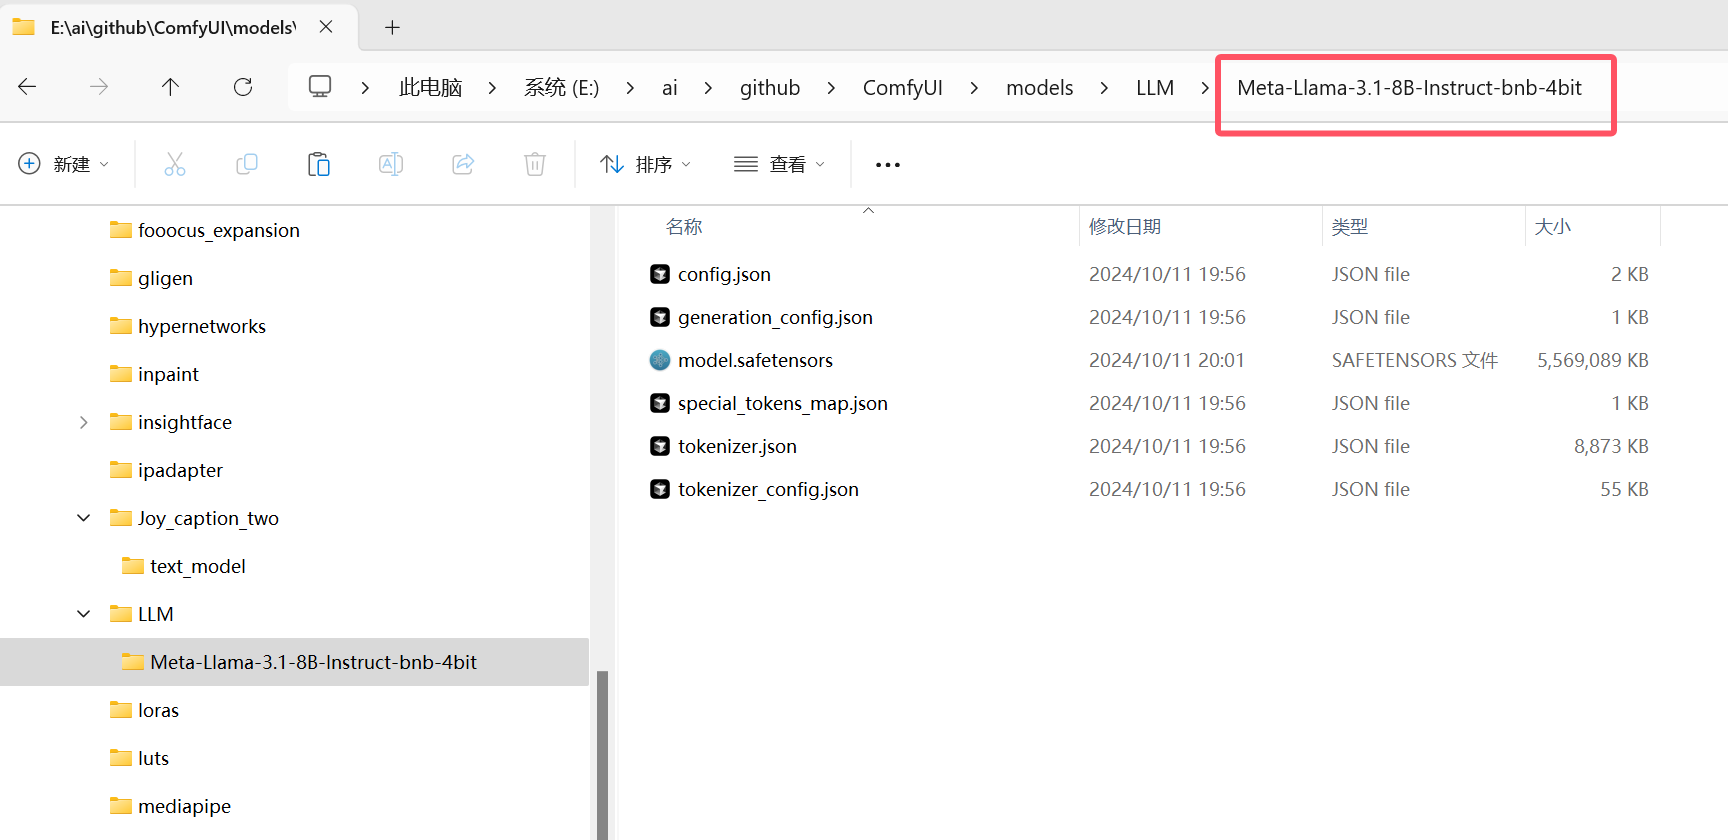 E:\ai\github\ComfyUI\models\
此电脑 系统 (E:) ai github ComfyUI models LLM Meta-Llama-3.1-8B-Instruct-bnb-4bit
新建 排序 查看
fooocus_expansion
gligen
hypernetworks
inpaint
insightface
ipadapter
Joy_caption_two
text_model
LLM
Meta-Llama-3.1-8B-Instruct-bnb-4bit
loras
luts
mediapipe
名称 修改日期 类型 大小
config.json 2024/10/11 19:56 JSON file 2 KB
generation_config.json 2024/10/11 19:56 JSON file 1 KB
model.safetensors 2024/10/11 20:01 SAFETENSORS 文件 5,569,089 KB
special_tokens_map.json 2024/10/11 19:56 JSON file 1 KB
tokenizer.json 2024/10/11 19:56 JSON file 8,873 KB
tokenizer_config.json 2024/10/11 19:56 JSON file 55 KB